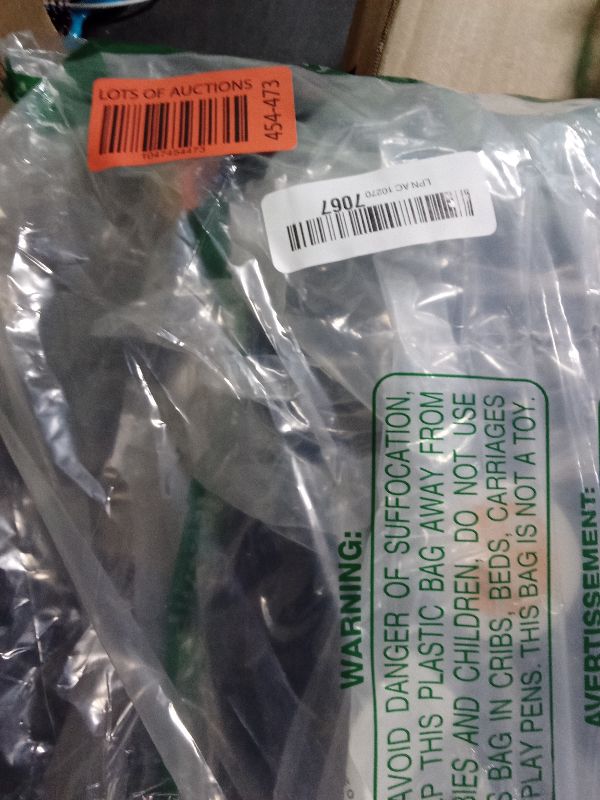 LOTS OF AUCTIONS
454-473
1047454473
LPN AC 10270
7067
WARNING:
AVOID DANGER OF SUFFOCATION,
THIS PLASTIC BAG AWAY FROM
AND CHILDREN, DO NOT USE
BAG IN CRIBS, BEDS, CARRIAGES
PLAY PENS. THIS BAG IS NOT A TOY.
AVERTISSEMENT: